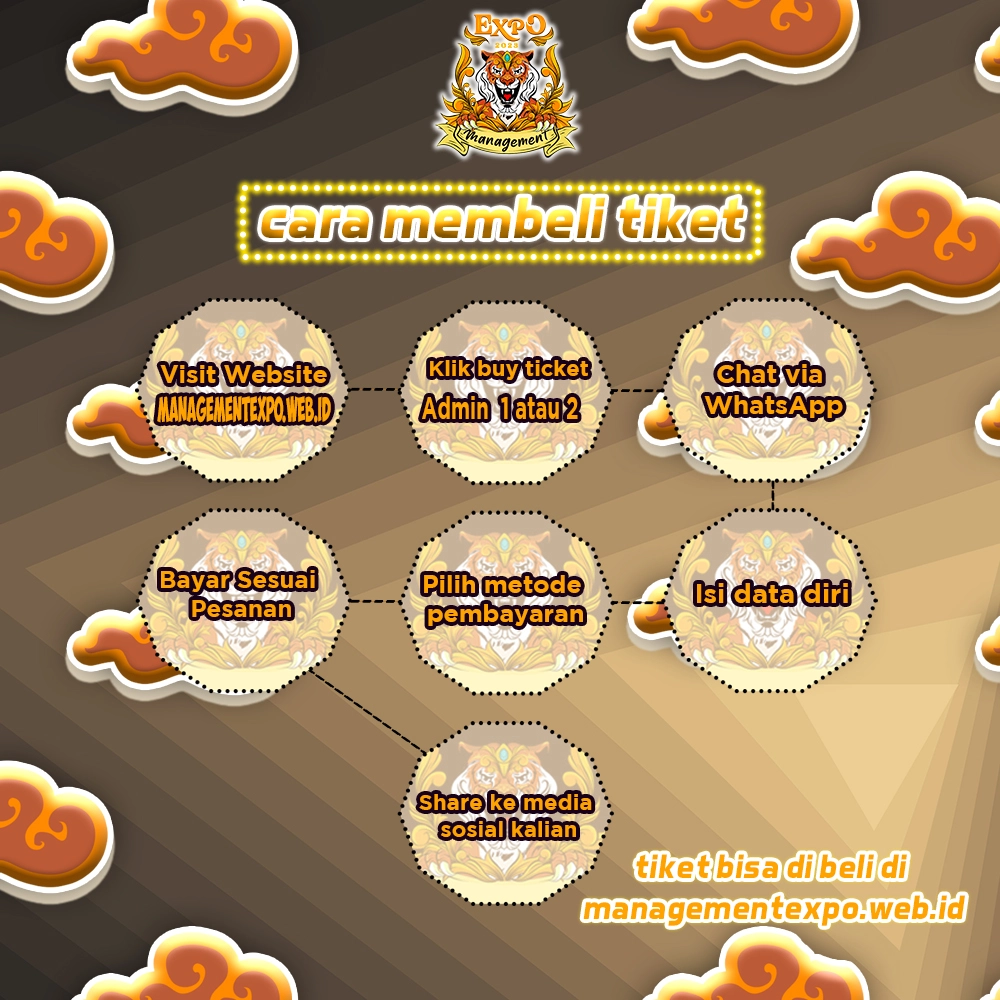 EXPO
2023
Management
cara membeli tiket
Visit Website
MANAGEMENTEXPO.WEB.ID
Klik buy ticket
Admin 1 atau 2
Chat via
WhatsApp
Isi data diri
Pilih metode
pembayaran
Bayar Sesuai
Pesanan
Share ke media
sosial kalian
tiket bisa di beli di
managementexpo.web.id